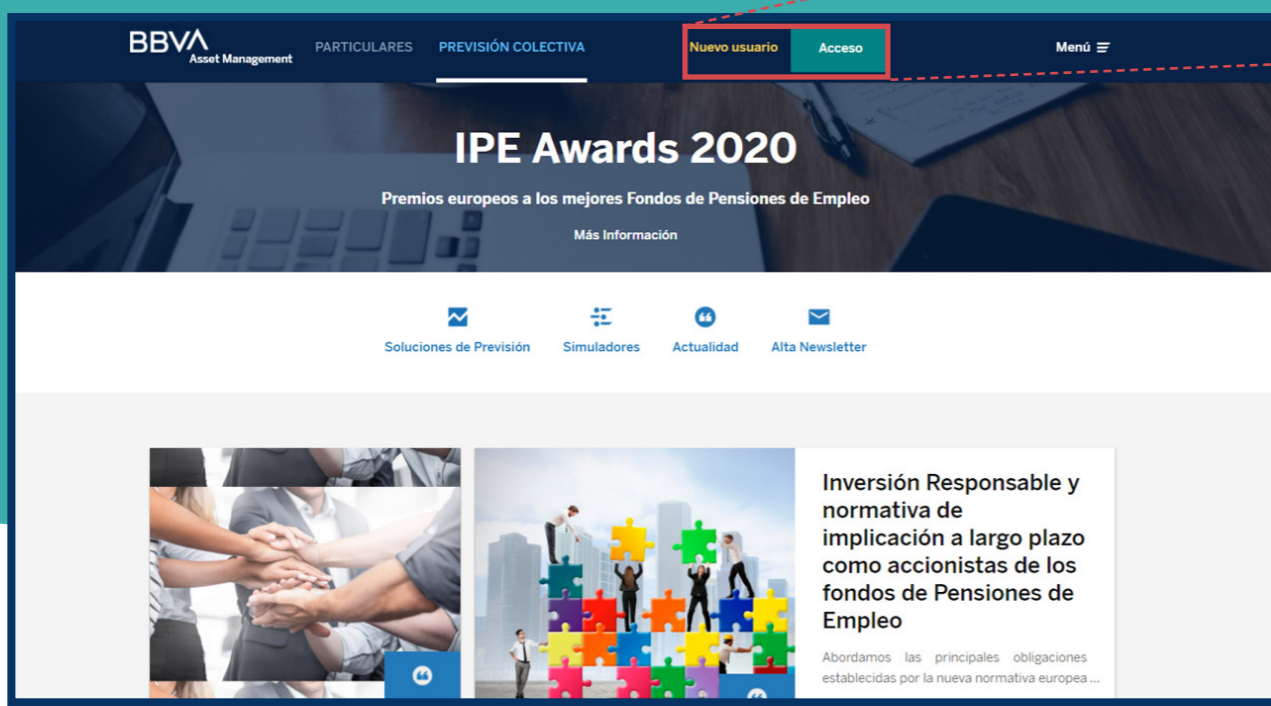 BBVA
Asset Management
PARTICULARES
PREVISIÓN COLECTIVA
Nuevo usuario
Acceso
Menú
IPE Awards 2020
Premios europeos a los mejores Fondos de Pensiones de Empleo
Más Información
Soluciones de Previsión
Simuladores
Actualidad
Alta Newsletter
Inversión Responsable y
normativa de
implicación a largo plazo
como accionistas de los
fondos de Pensiones de
Empleo
Abordamos las principales obligaciones
establecidas por la nueva normativa europea ...